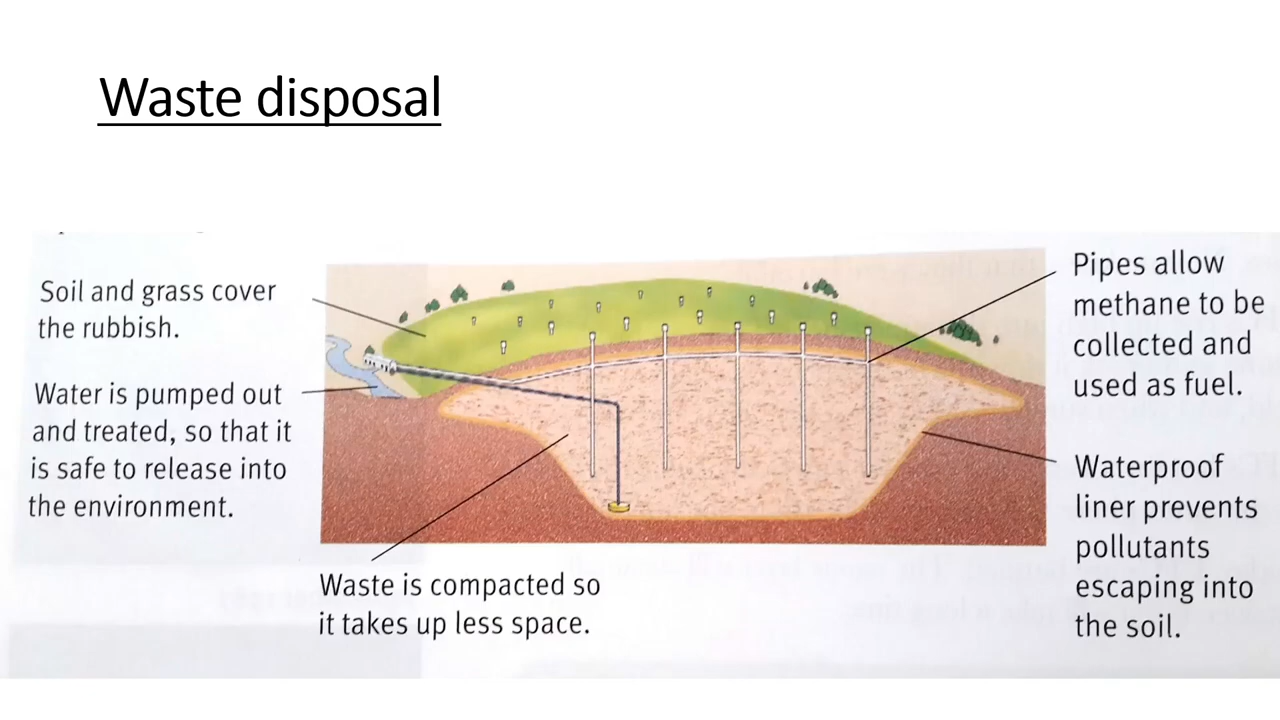 Waste disposal
Soil and grass cover
the rubbish.
Water is pumped out
and treated, so that it
is safe to release into
the environment.
Waste is compacted so
it takes up less space.
Pipes allow
methane to be
collected and
used as fuel.
Waterproof
liner prevents
pollutants
escaping into
the soil.